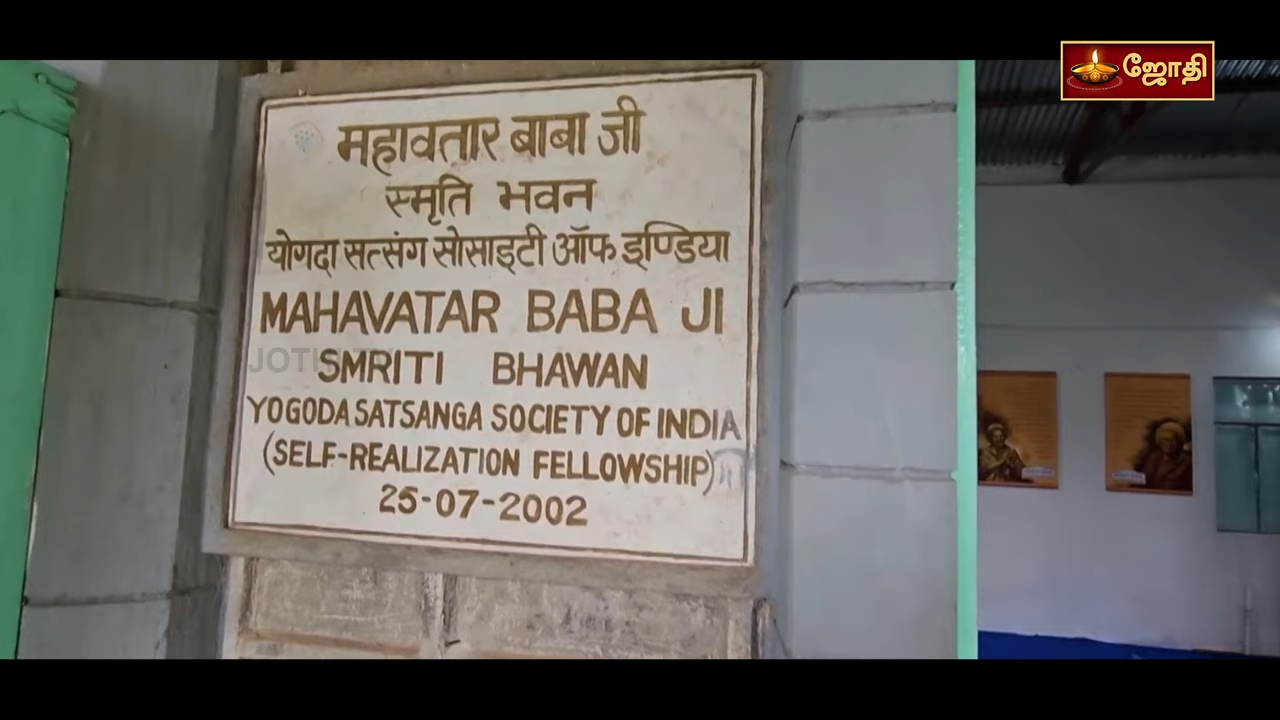 ஜோதி
महावतार बाबा जी
स्मृति भवन
योगदा सत्संग सोसाइटी ऑफ इण्डिया
MAHAVATAR BABA JI
SMRITI BHAWAN
YOGODA SATSANGA SOCIETY OF INDIA
(SELF-REALIZATION FELLOWSHIP)
25-07-2002